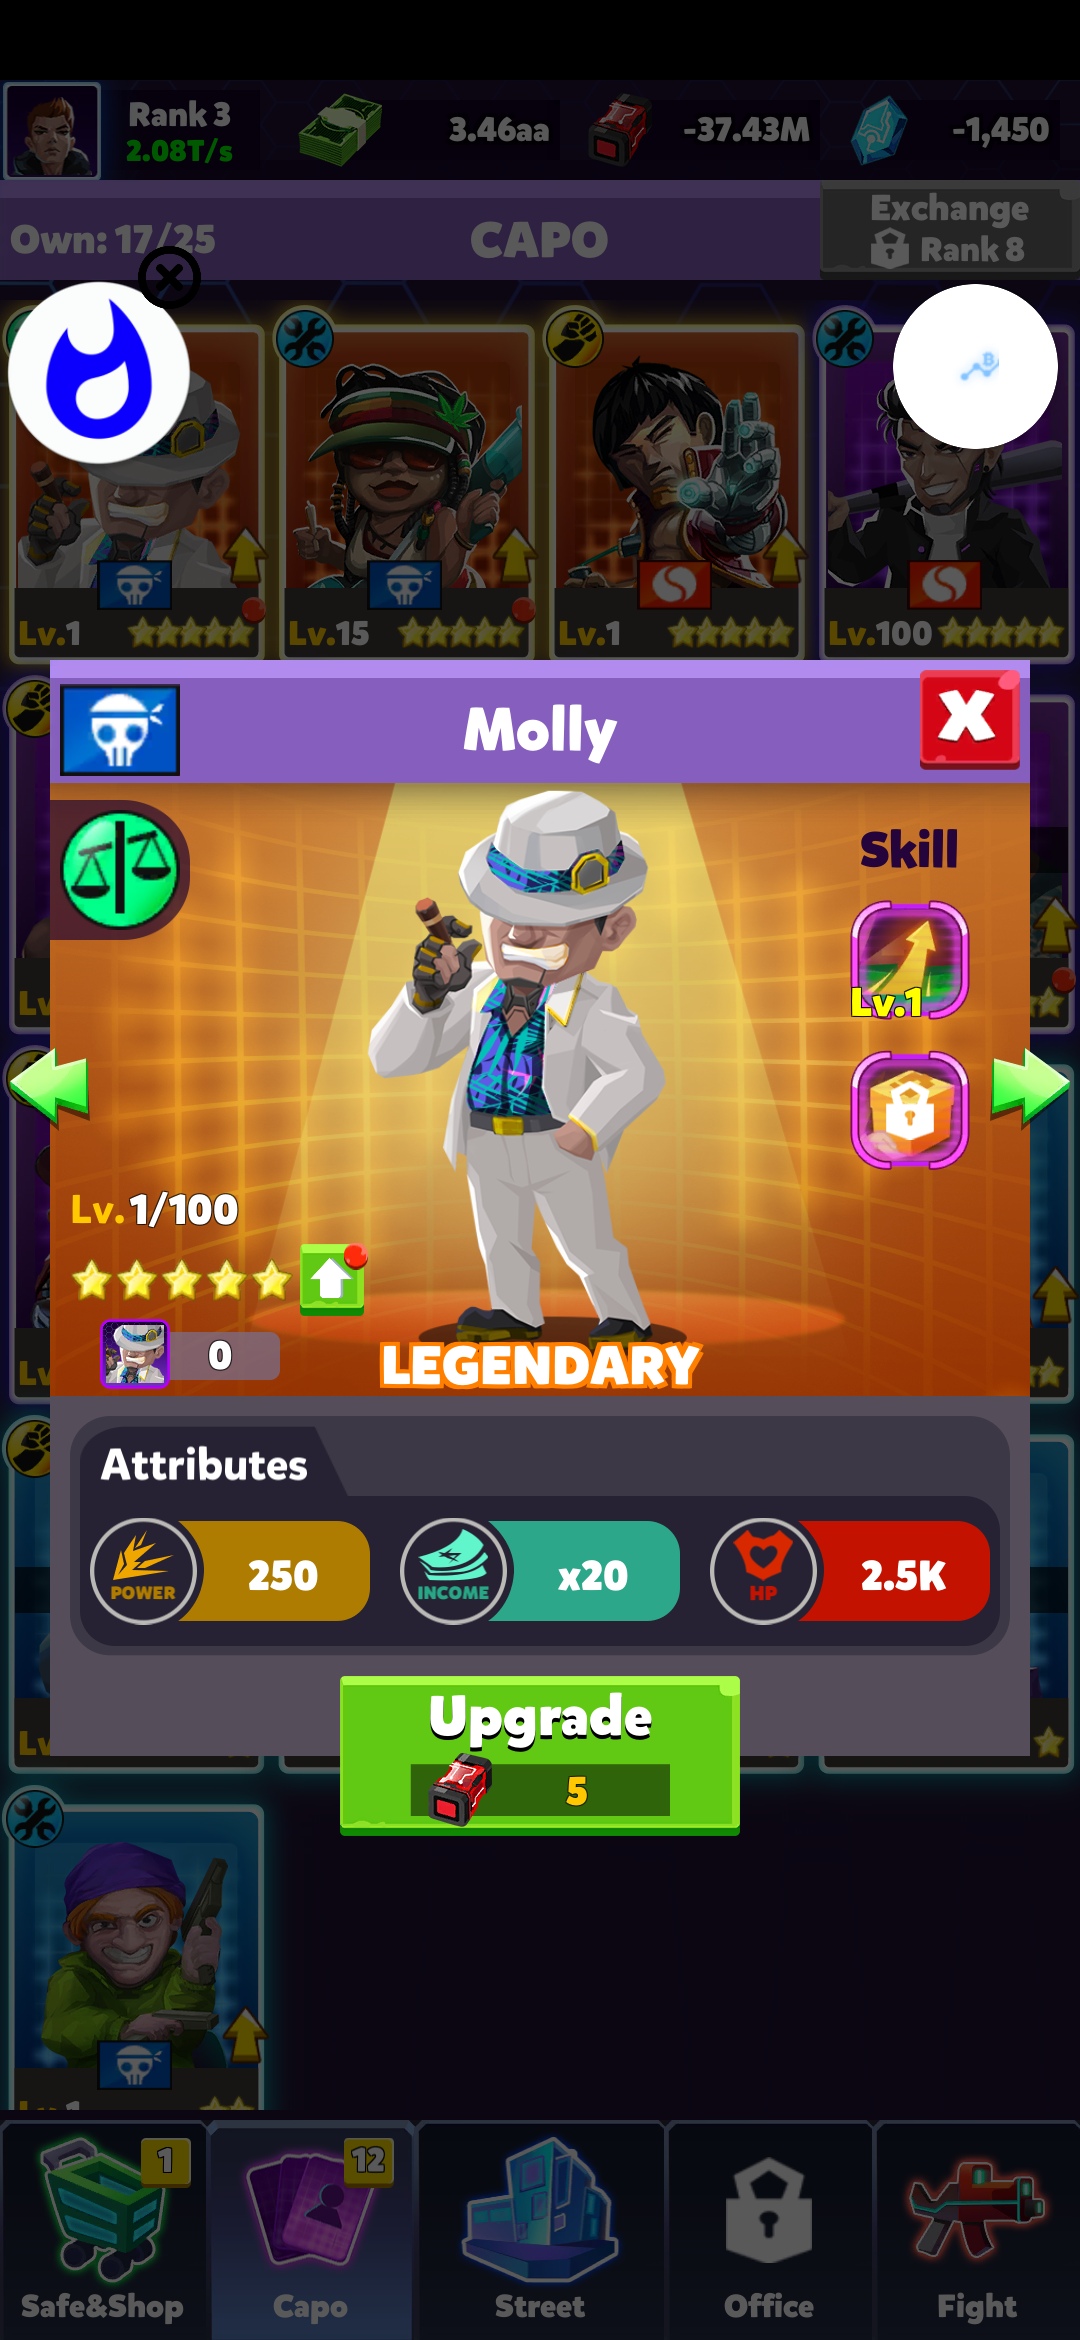 Rank 3
2.08T/s
3.46aa
-37.43M
-1,450
Own: 17/25
CAPO
Exchange
Rank 8
Lv.1
Lv.15
Lv.1
Lv.100
Molly
Skill
Lv.1
Lv.1/100
0
LEGENDARY
Attributes
POWER
250
INCOME
x20
HP
2.5K
Upgrade
5
1
12
Safe&Shop
Capo
Street
Office
Fight